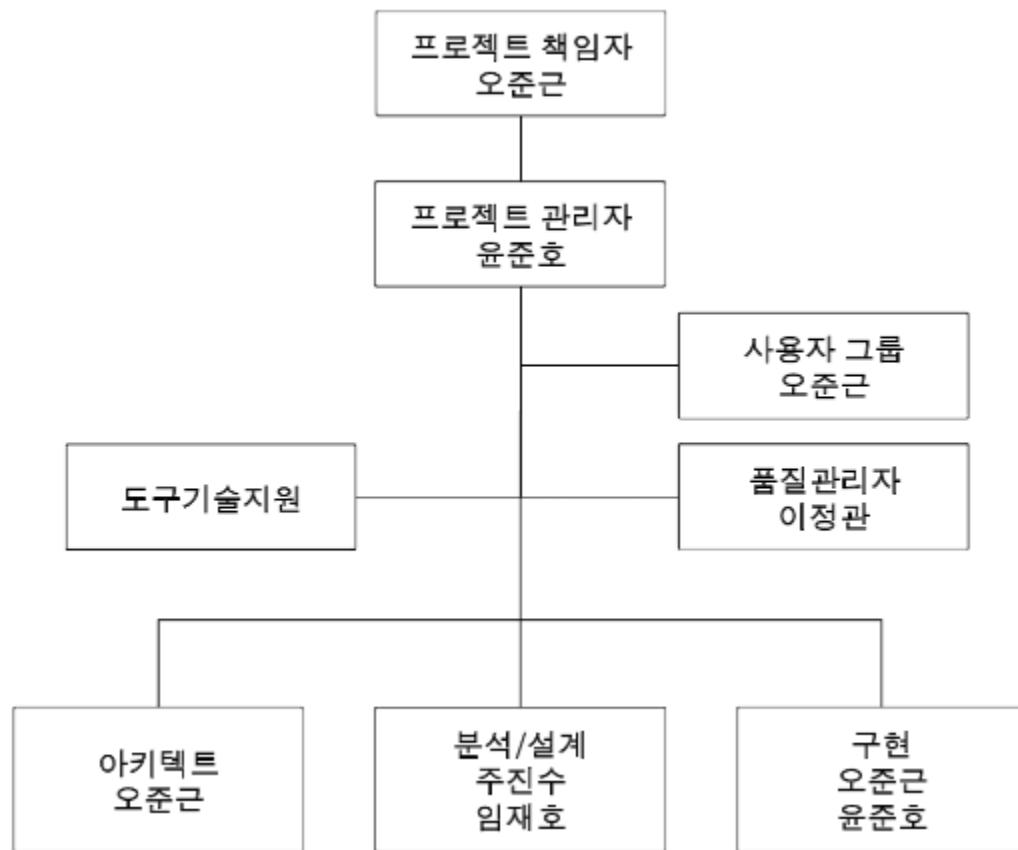 프로젝트 책임자
오준근
프로젝트 관리자
윤준호
사용자 그룹
오준근
도구기술지원
품질관리자
이정관
아키텍트
오준근
분석/설계
주진수
임재호
구현
오준근
윤준호